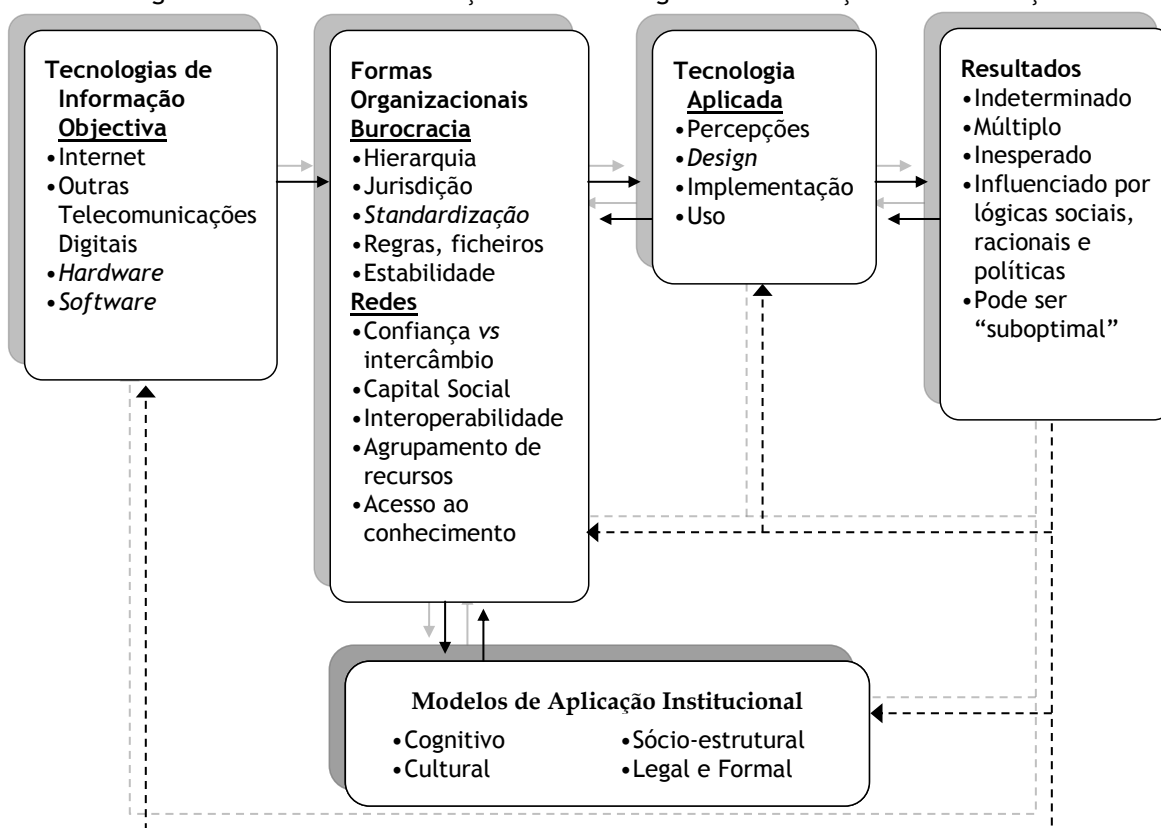 Tecnologias de
Informação
Objectiva
•Internet
•Outras
Telecomunicações
Digitais
•Hardware
•Software
Formas
Organizacionais
Burocracia
•Hierarquia
•Jurisdição
•Standardização
•Regras, ficheiros
•Estabilidade
Redes
•Confiança vs
intercâmbio
•Capital Social
•Interoperabilidade
•Agrupamento de
recursos
•Acesso ao
conhecimento
Tecnologia
Aplicada
•Percepções
•Design
•Implementação
•Uso
Resultados
•Indeterminado
•Múltiplo
•Inesperado
•Influenciado por
lógicas sociais,
racionais e
políticas
•Pode ser
“suboptimal”
Modelos de Aplicação Institucional
•Cognitivo
•Cultural
•Sócio-estrutural
•Legal e Formal